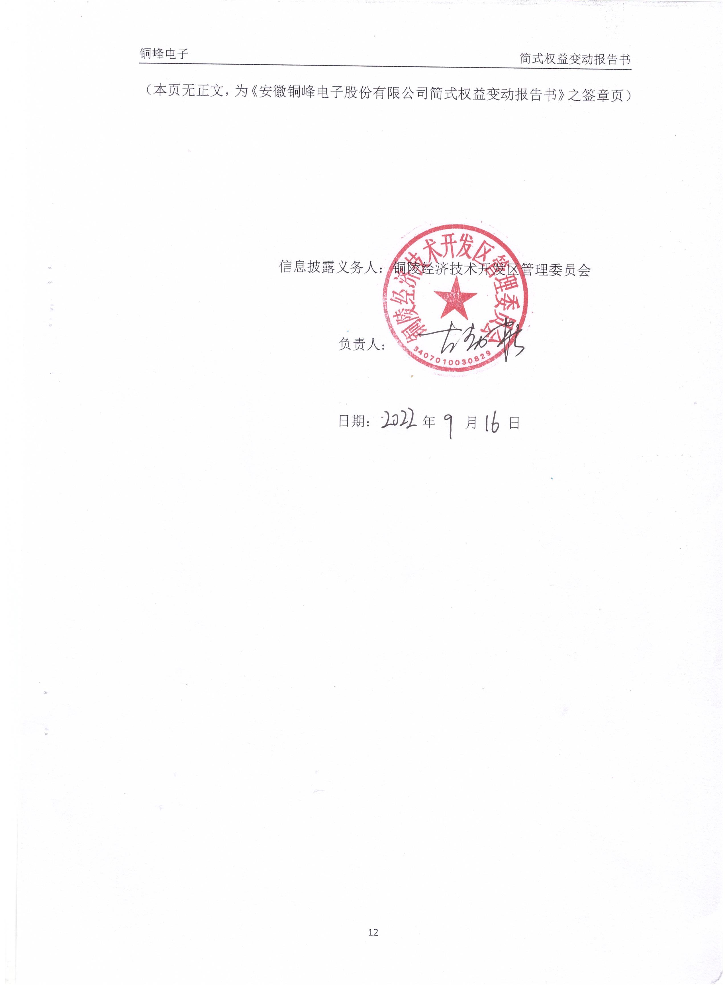 铜峰电子
简式权益变动报告书
（本页无正文，为《安徽铜峰电子股份有限公司简式权益变动报告书》之签章页）
铜陵经济技术开发区管理委员会
信息披露义务人：铜陵经济技术开发区管理委员会
负责人：
3407010030829
日期：2022年9月16日
12